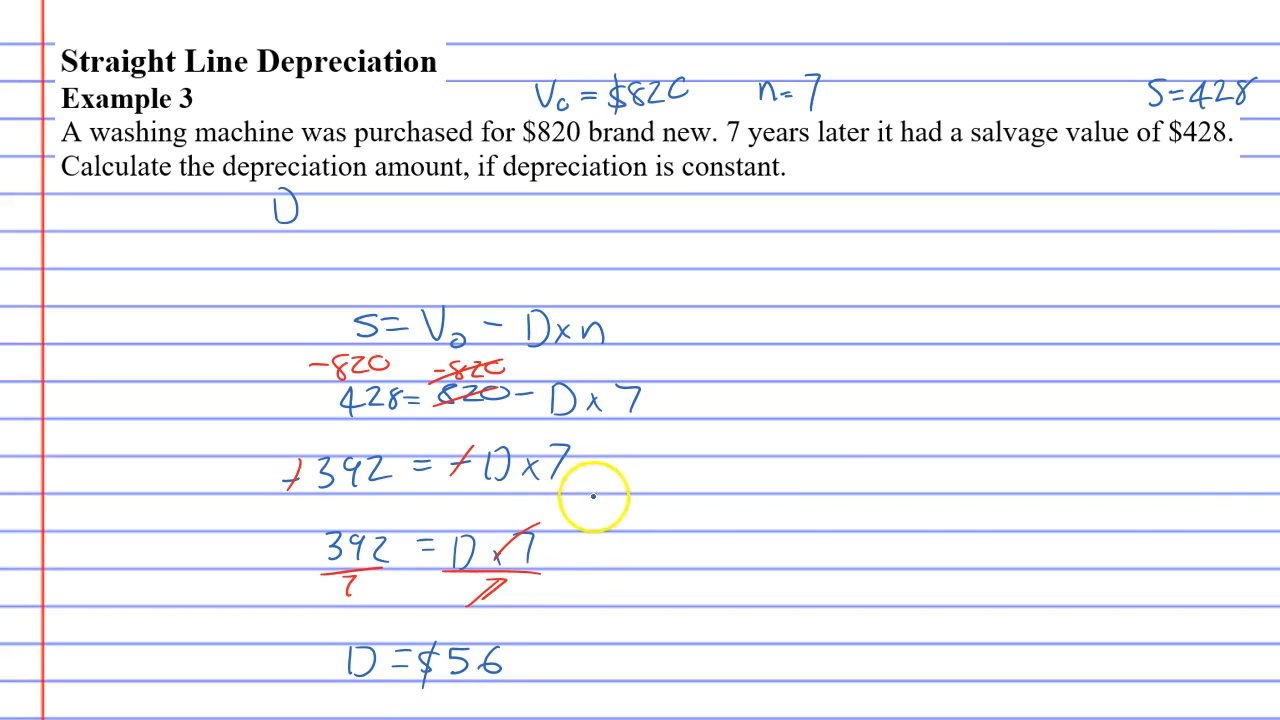 Straight Line Depreciation
Example 3
V₀ = $820 n= 7 S=428
A washing machine was purchased for $820 brand new. 7 years later it had a salvage value of $428.
Calculate the depreciation amount, if depreciation is constant.
D
S= V₀ - D×n
-820 -820
428= 820 - D × 7
-392 = -D×7
392 = D×7
7 7
D = $56